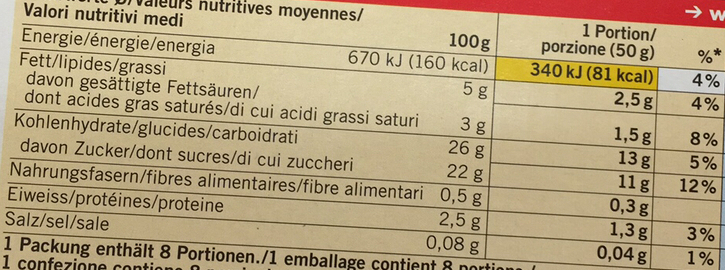 valeurs nutritives moyennes/
Valori nutritivi medi 100g 1 Portion/
porzione (50 g) %*
Energie/énergie/energia 670 kJ (160 kcal) 340 kJ (81 kcal) 4%
Fett/lipides/grassi 5 g 2,5 g 4%
davon gesättigte Fettsäuren/
dont acides gras saturés/di cui acidi grassi saturi 3 g 1,5 g 8%
Kohlenhydrate/glucides/carboidrati 26 g 13 g 5%
davon Zucker/dont sucres/di cui zuccheri 22 g 11 g 12%
Nahrungsfasern/fibres alimentaires/fibre alimentari 0,5 g 0,3 g
Eiweiss/protéines/proteine 2,5 g 1,3 g 3%
Salz/sel/sale 0,08 g 0,04 g 1%
1 Packung enthält 8 Portionen./1 emballage contient 8 portions/
1 confezione contiene